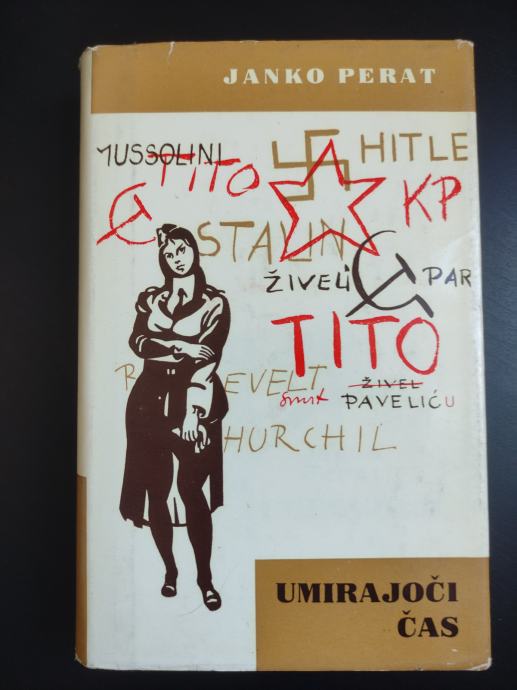 JANKO PERAT
MUSSOLINI
TITO
HITLE
KP
STALIN
ŽIVELI
PAR
TITO
R EVELT
ŽIVEL
smrt
PAVELIĆU
HURCHIL
UMIRAJOČI
ČAS